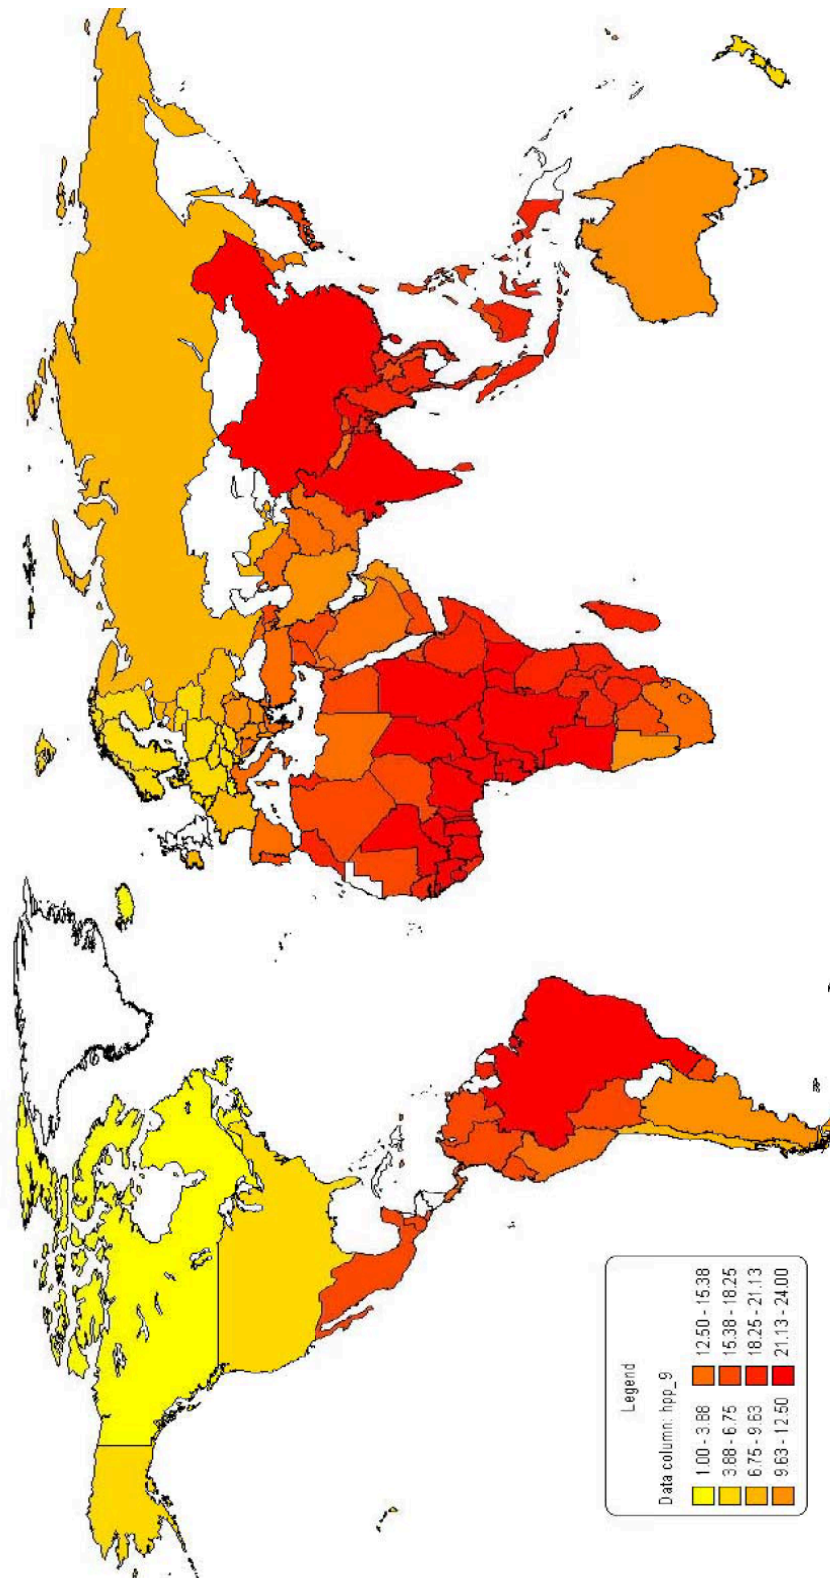 Legend
Data column: hpp_9
1.00 - 3.88
3.88 - 6.75
6.75 - 9.63
9.63 - 12.50
12.50 - 15.38
15.38 - 18.25
18.25 - 21.13
21.13 - 24.00